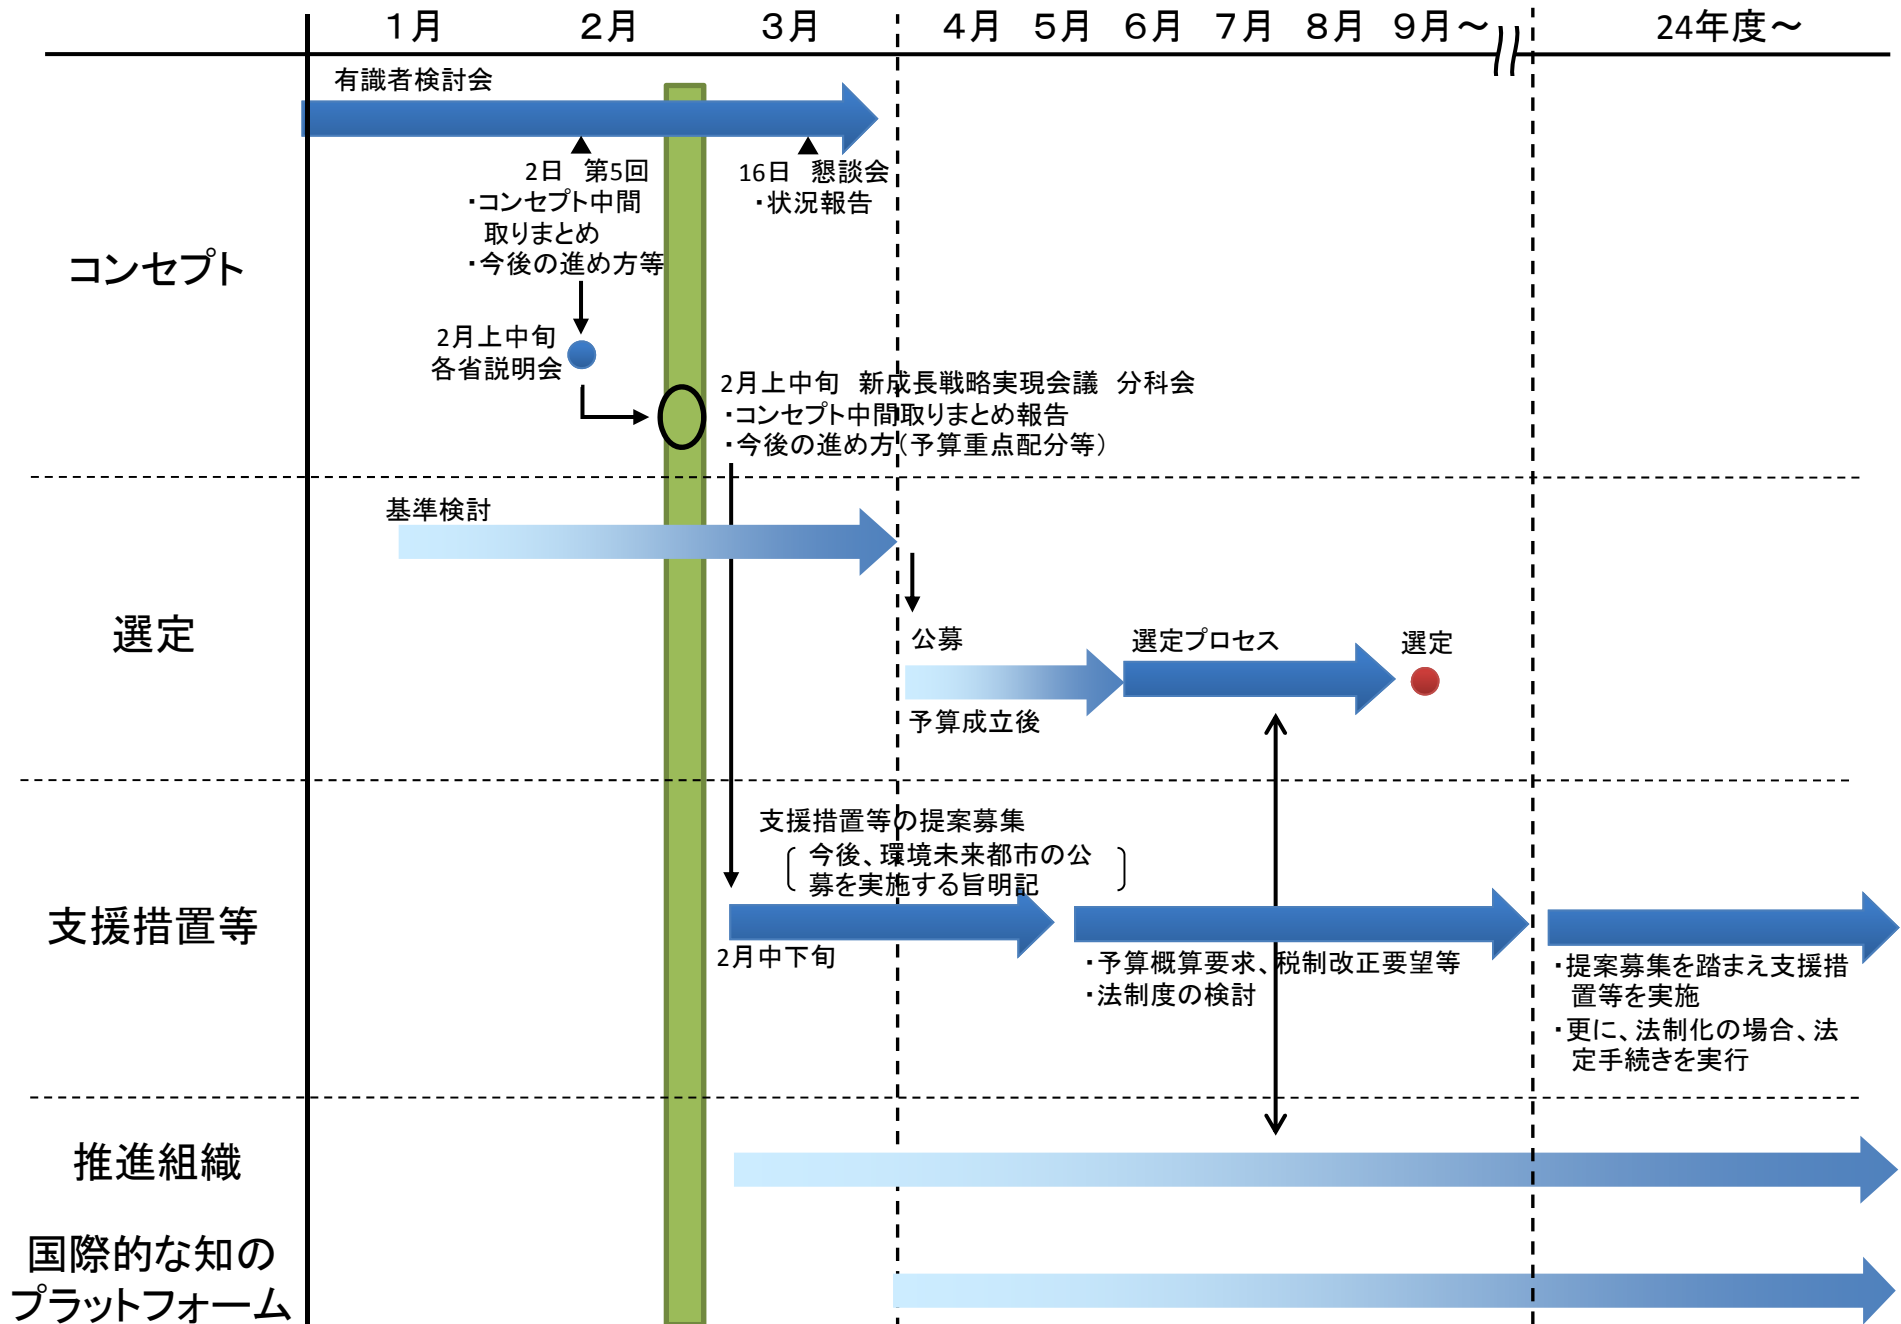 １月　２月　３月　４月　５月　６月　７月　８月　９月～　24年度～
コンセプト
有識者検討会
2日　第5回
・コンセプト中間
取りまとめ
・今後の進め方等
16日　懇談会
・状況報告
2月上中旬
各省説明会
2月上中旬　新成長戦略実現会議　分科会
・コンセプト中間取りまとめ報告
・今後の進め方（予算重点配分等）
選定
基準検討
公募
予算成立後
選定プロセス
選定
支援措置等
支援措置等の提案募集
今後、環境未来都市の公
募を実施する旨明記
2月中下旬
・予算概算要求、税制改正要望等
・法制度の検討
・提案募集を踏まえ支援措
置等を実施
・更に、法制化の場合、法
定手続きを実行
推進組織
国際的な知の
プラットフォーム